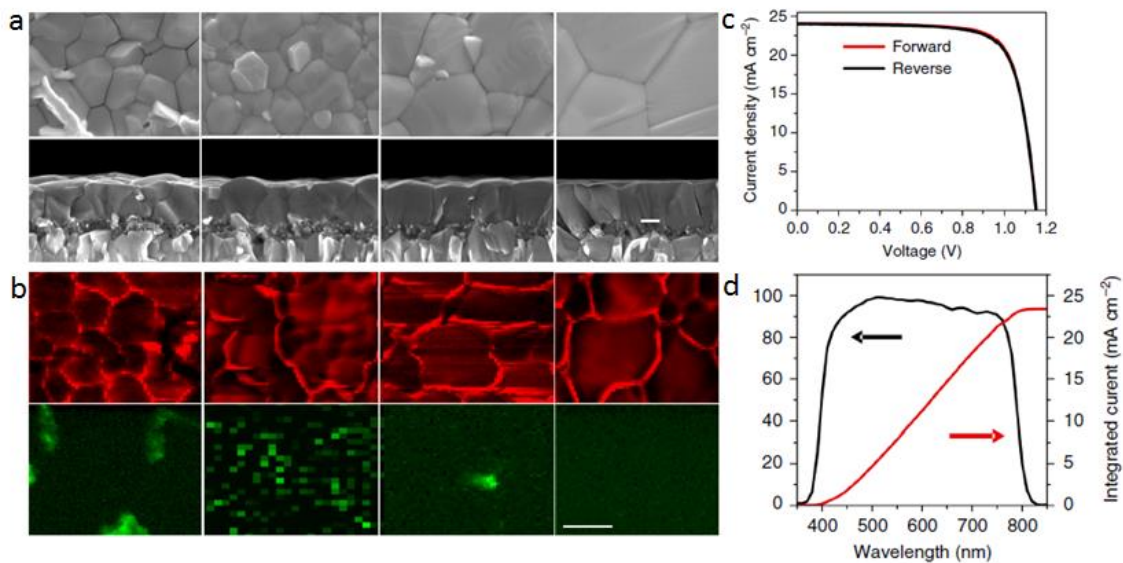 a
b
c
25
20
15
10
5
0
Current density (mA cm⁻²)
Forward
Reverse
0.0 0.2 0.4 0.6 0.8 1.0 1.2
Voltage (V)
d
100
80
60
40
20
0
25
20
15
10
5
0
Integrated current (mA cm⁻²)
400 500 600 700 800
Wavelength (nm)